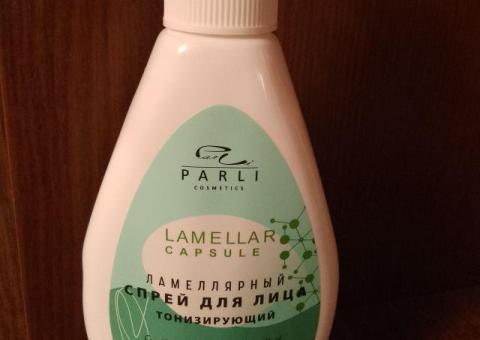 PARLI
COSMETICS
LAMELLAR
CAPSULE
ЛАМЕЛЛЯРНЫЙ
СПРЕЙ ДЛЯ ЛИЦА
ТОНИЗИРУЮЩИЙ